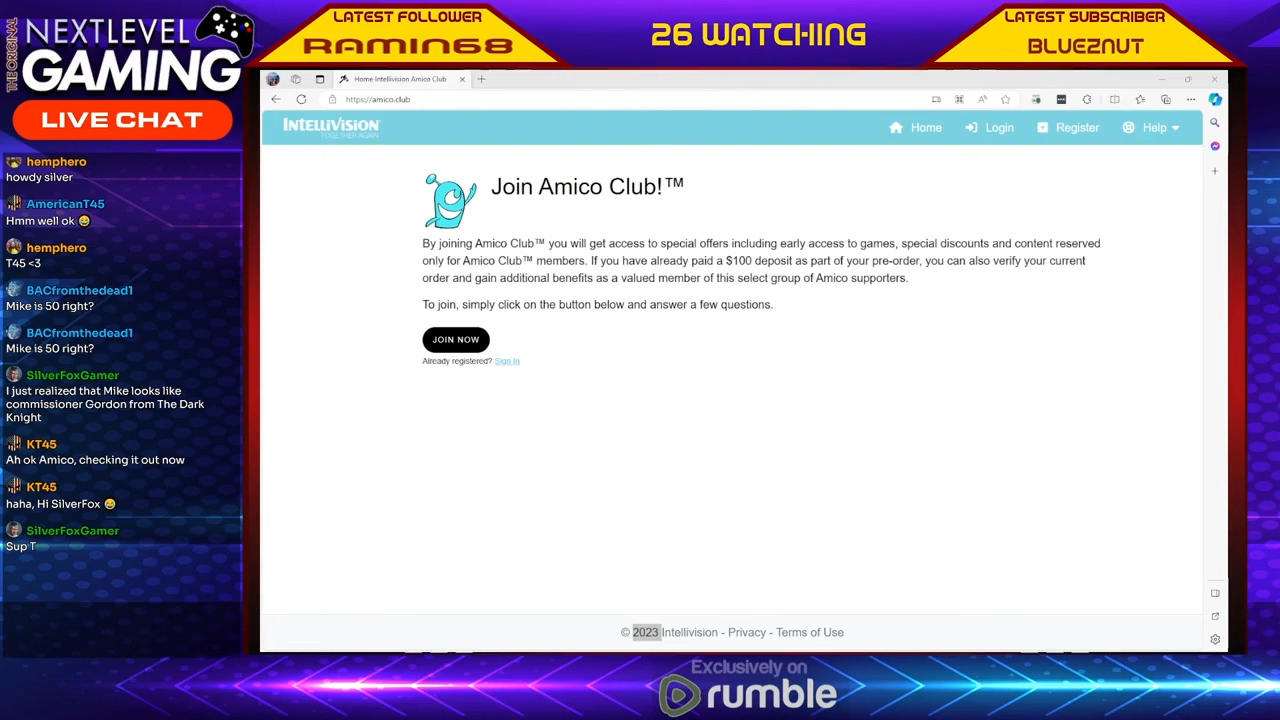 THE ORIGINAL
NEXTLEVEL
GAMING
LIVE CHAT
LATEST FOLLOWER
RAMIN68
26 WATCHING
LATEST SUBSCRIBER
BLUEZNUT
hemphero
howdy silver
AmericanT45
Hmm well ok 😄
hemphero
T45 <3
BACfromthedead1
Mike is 50 right?
BACfromthedead1
Mike is 50 right?
SilverFoxGamer
I just realized that Mike looks like
commissioner Gordon from The Dark
Knight
KT45
Ah ok Amico, checking it out now
KT45
haha, Hi SilverFox 😂
SilverFoxGamer
Sup T
Home Intellivision Amico Club
https://amico.club
INTELLIVISION
TOGETHER AGAIN
Home
Login
Register
Help
Join Amico Club!™
By joining Amico Club™ you will get access to special offers including early access to games, special discounts and content reserved
only for Amico Club™ members. If you have already paid a $100 deposit as part of your pre-order, you can also verify your current
order and gain additional benefits as a valued member of this select group of Amico supporters.
To join, simply click on the button below and answer a few questions.
JOIN NOW
Already registered? Sign In
© 2023 Intellivision - Privacy - Terms of Use
Exclusively on
rumble